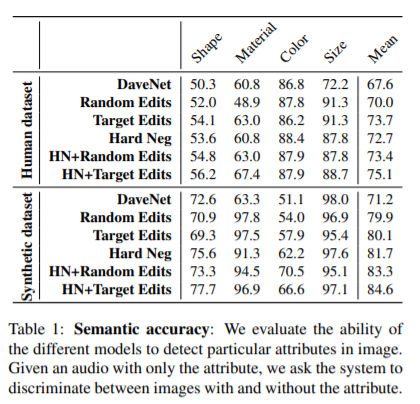 Shape Material Color Size Mean
Human dataset
DaveNet 50.3 60.8 86.8 72.2 67.6
Random Edits 52.0 48.9 87.8 91.3 70.0
Target Edits 54.1 63.0 86.2 91.3 73.7
Hard Neg 53.6 60.8 88.4 87.8 72.7
HN+Random Edits 54.8 63.0 87.9 87.8 73.4
HN+Target Edits 56.2 67.4 87.9 88.7 75.1
Synthetic dataset
DaveNet 72.6 63.3 51.1 98.0 71.2
Random Edits 70.9 97.8 54.0 96.9 79.9
Target Edits 69.3 97.5 57.9 95.4 80.1
Hard Neg 75.6 91.3 62.2 97.6 81.7
HN+Random Edits 73.3 94.5 70.5 95.1 83.3
HN+Target Edits 77.7 96.9 66.6 97.1 84.6
Table 1: Semantic accuracy: We evaluate the ability of
the different models to detect particular attributes in image.
Given an audio with only the attribute, we ask the system to
discriminate between images with and without the attribute.